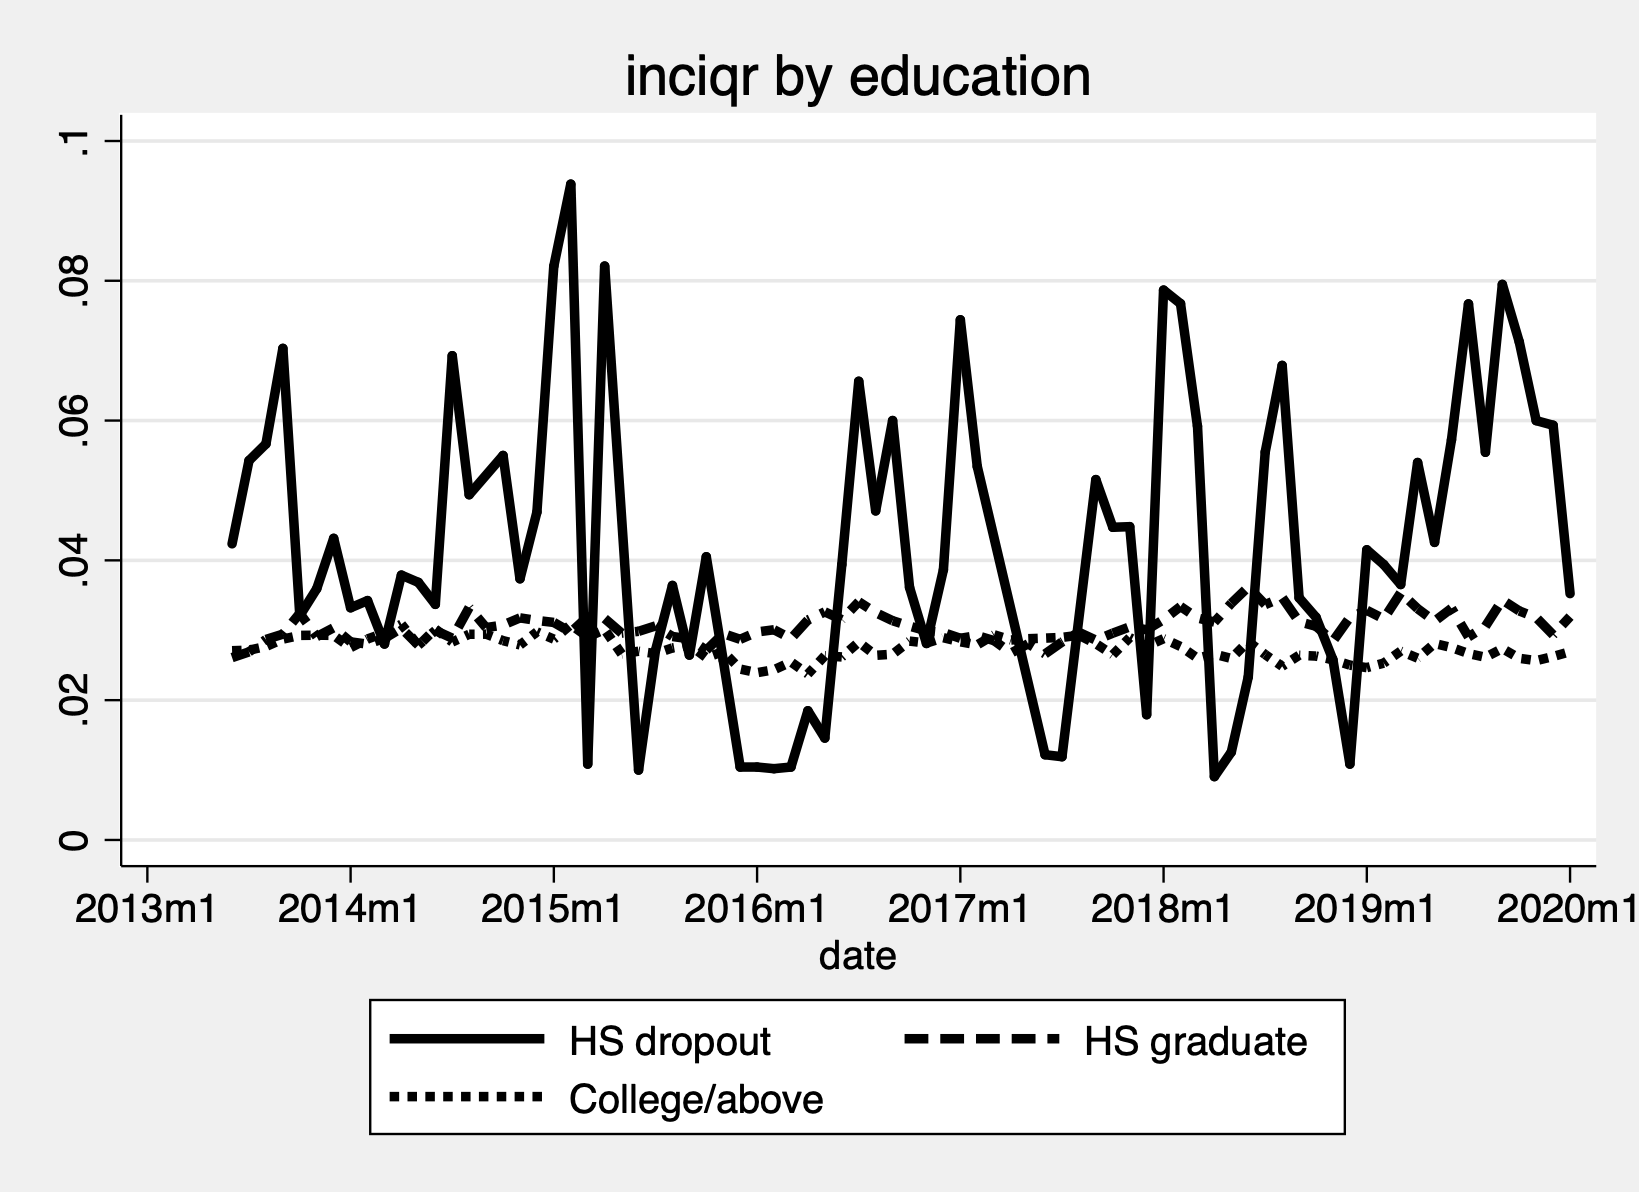 inciqr by education
.1
.08
.06
.04
.02
0
2013m1 2014m1 2015m1 2016m1 2017m1 2018m1 2019m1 2020m1
date
HS dropout HS graduate
College/above